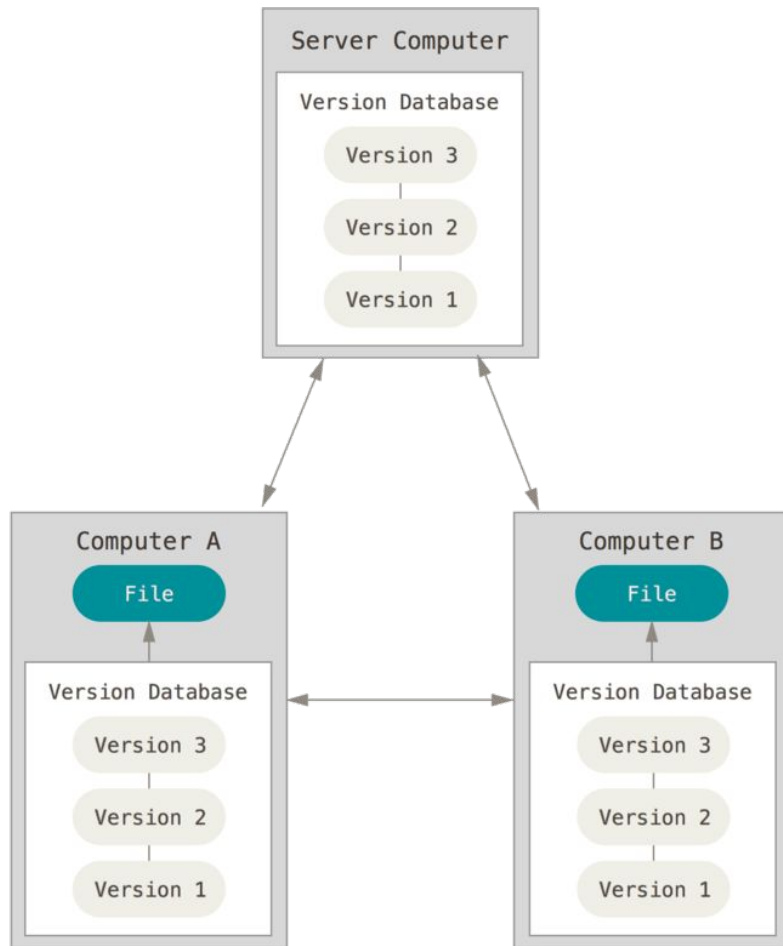 Server Computer
Version Database
Version 3
Version 2
Version 1
Computer A
File
Version Database
Version 3
Version 2
Version 1
Computer B
File
Version Database
Version 3
Version 2
Version 1